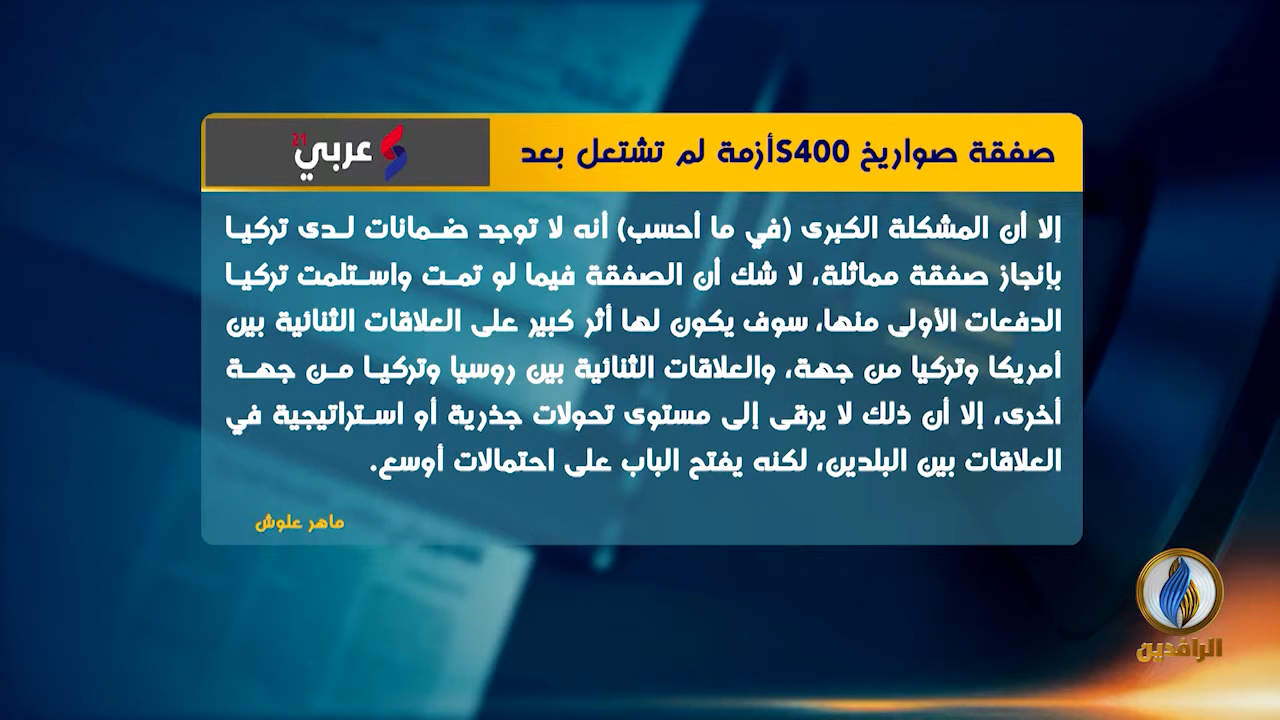 صفقة صواريخ S400أزمة لم تشتعل بعد
عربي21
إلا أن المشكلة الكبرى (في ما أحسب) أنه لا توجد ضمانات لدى تركيا
بإنجاز صفقة مماثلة، لا شك أن الصفقة فيما لو تمت واستلمت تركيا
الدفعات الأولى منها، سوف يكون لها أثر كبير على العلاقات الثنائية بين
أمريكا وتركيا من جهة، والعلاقات الثنائية بين روسيا وتركيا من جهة
أخرى، إلا أن ذلك لا يرقى إلى مستوى تحولات جذرية أو استراتيجية في
العلاقات بين البلدين، لكنه يفتح الباب على احتمالات أوسع.
ماهر علوش
الرافدين